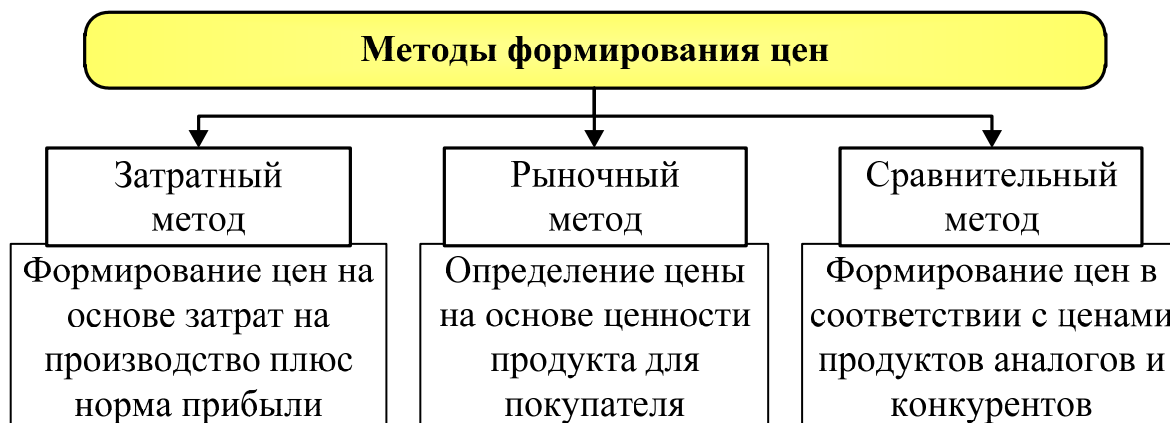 Методы формирования цен
Затратный
метод
Формирование цен на
основе затрат на
производство плюс
норма прибыли
Рыночный
метод
Определение цены
на основе ценности
продукта для
покупателя
Сравнительный
метод
Формирование цен в
соответствии с ценами
продуктов аналогов и
конкурентов